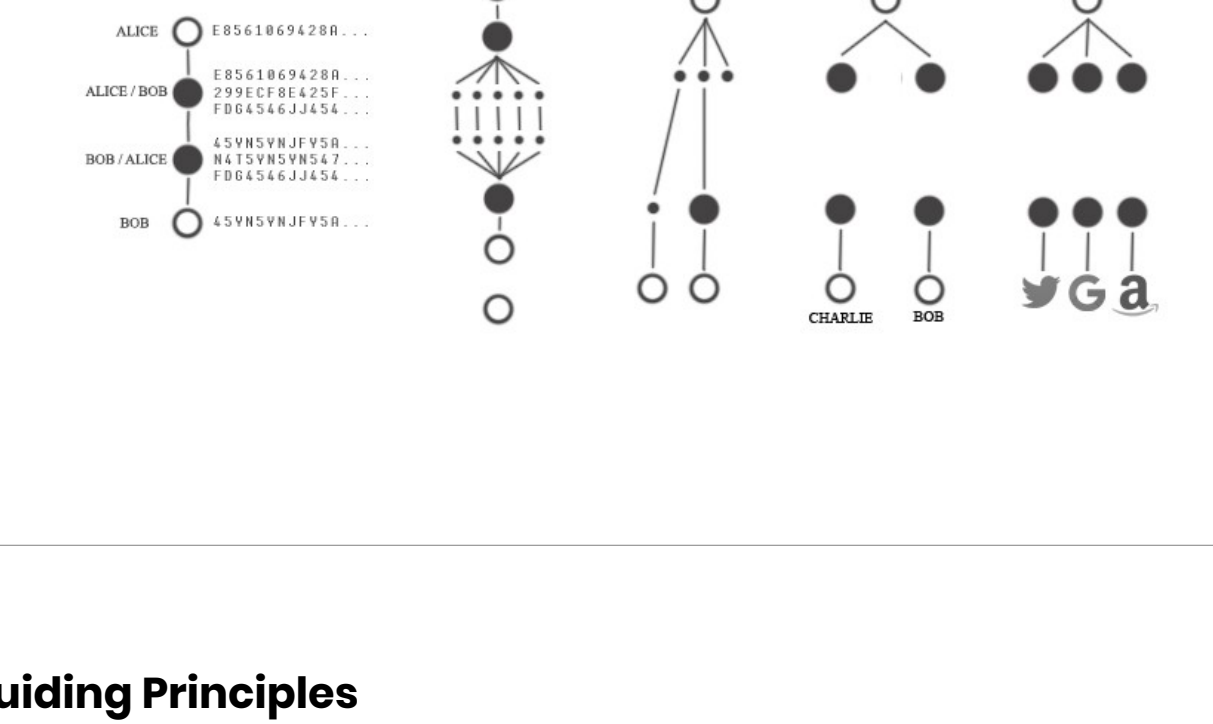 ALICE
E8561069428A...
ALICE / BOB
E8561069428A...
299ECF8E425F...
FDG4546JJ454...
BOB / ALICE
45YN5YNJFY5A...
N4T5YN5YN547...
FDG4546JJ454...
BOB
45YN5YNJFY5A...
CHARLIE
BOB
G
a
uiding Principles